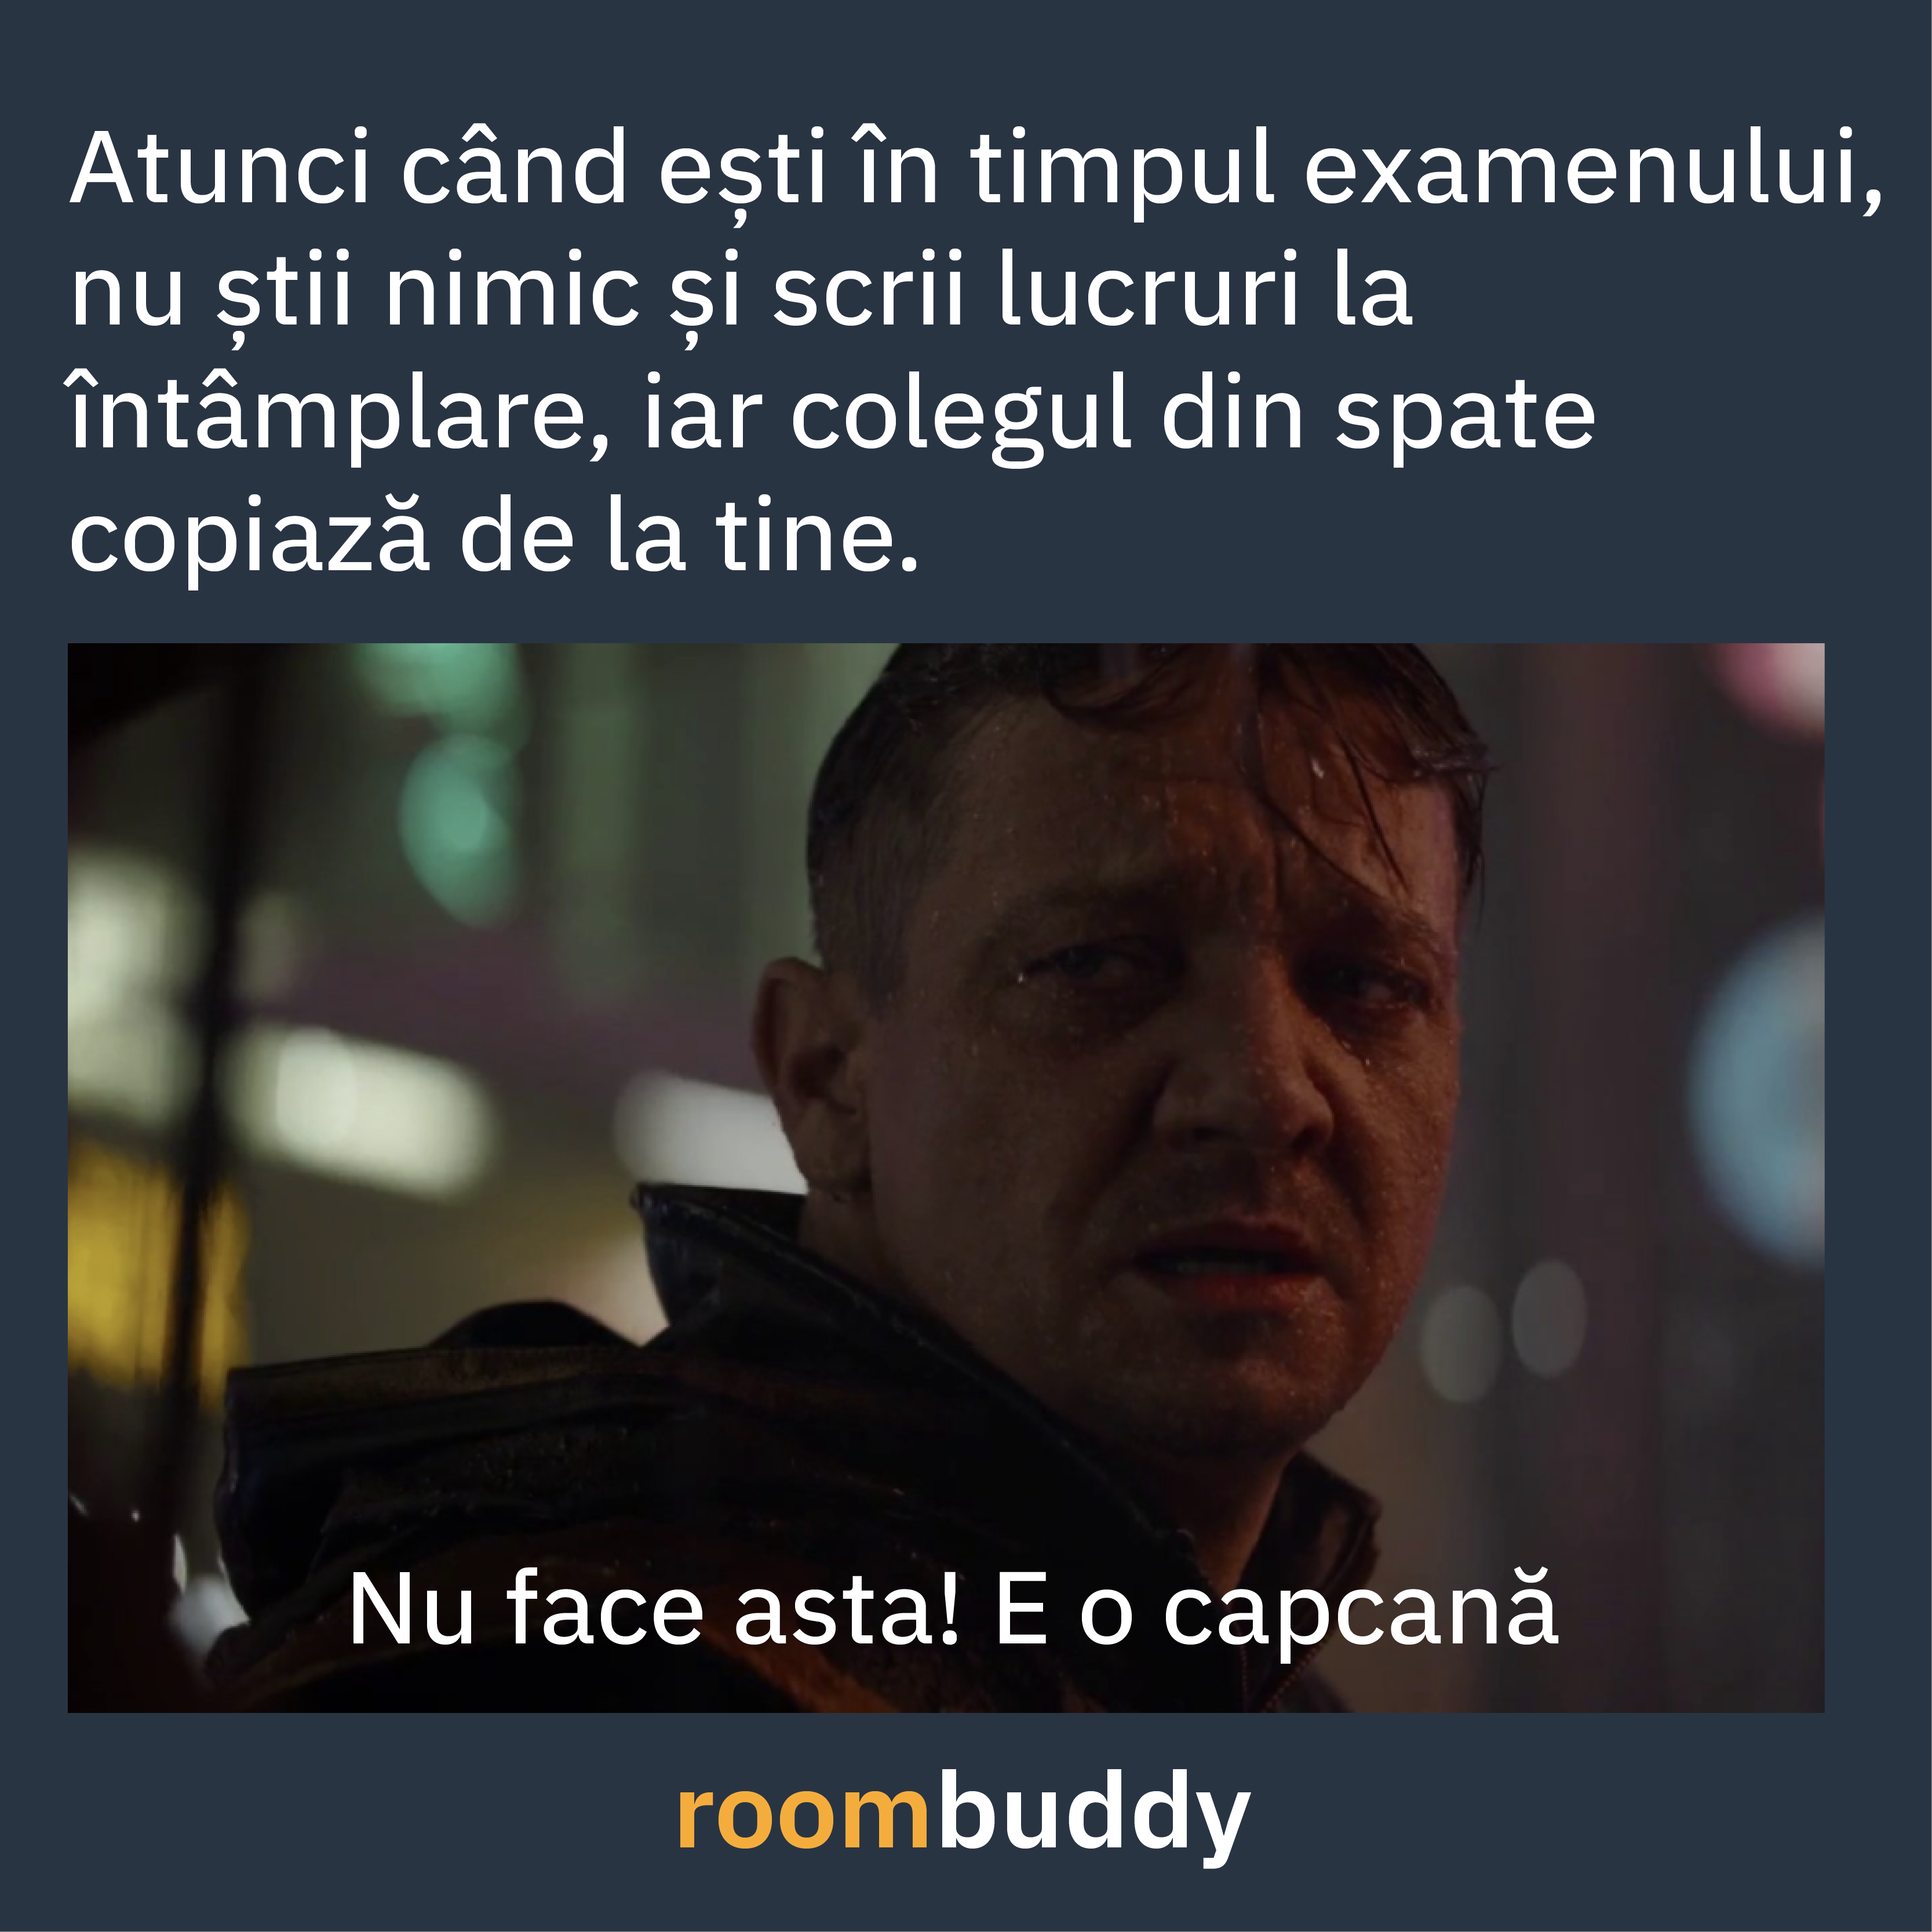 Atunci când ești în timpul examenului,
nu știi nimic și scrii lucruri la
întâmplare, iar colegul din spate
copiază de la tine.
Nu face asta! E o capcană
roombuddy